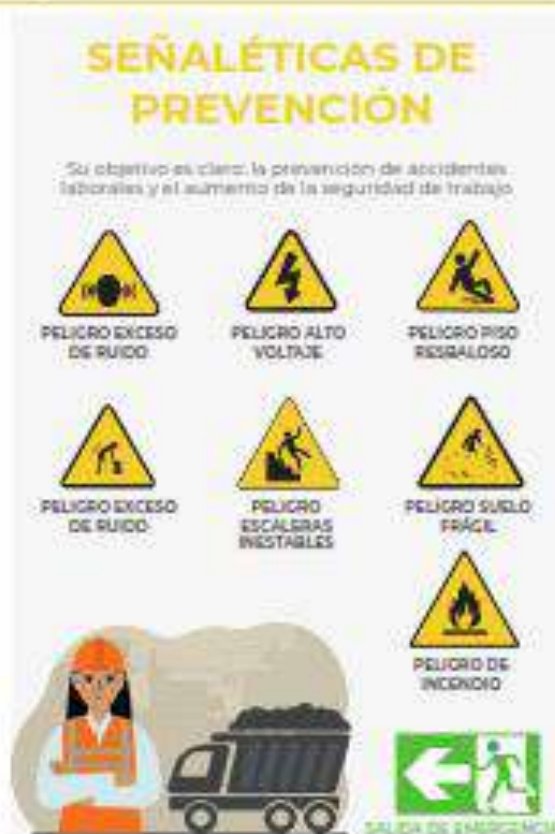 SEÑALÉTICAS DE
PREVENCIÓN
Su objetivo es claro: la prevención de accidentes
laborales y el aumento de la seguridad de trabajo
PELIGRO EXCESO
DE RUIDO
PELIGRO ALTO
VOLTAJE
PELIGRO PISO
RESBALOSO
PELIGRO EXCESO
DE RUIDO
PELIGRO
ESCALERAS
INESTABLES
PELIGRO SUELO
FRÁGIL
PELIGRO DE
INCENDIO
SALIDA DE EMERGENCIA